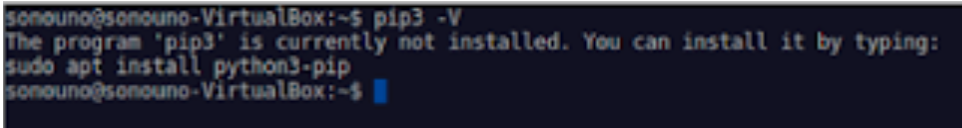 sonouno@sonouno-VirtualBox:~$ pip3 -V
The program 'pip3' is currently not installed. You can install it by typing:
sudo apt install python3-pip
sonouno@sonouno-VirtualBox:~$